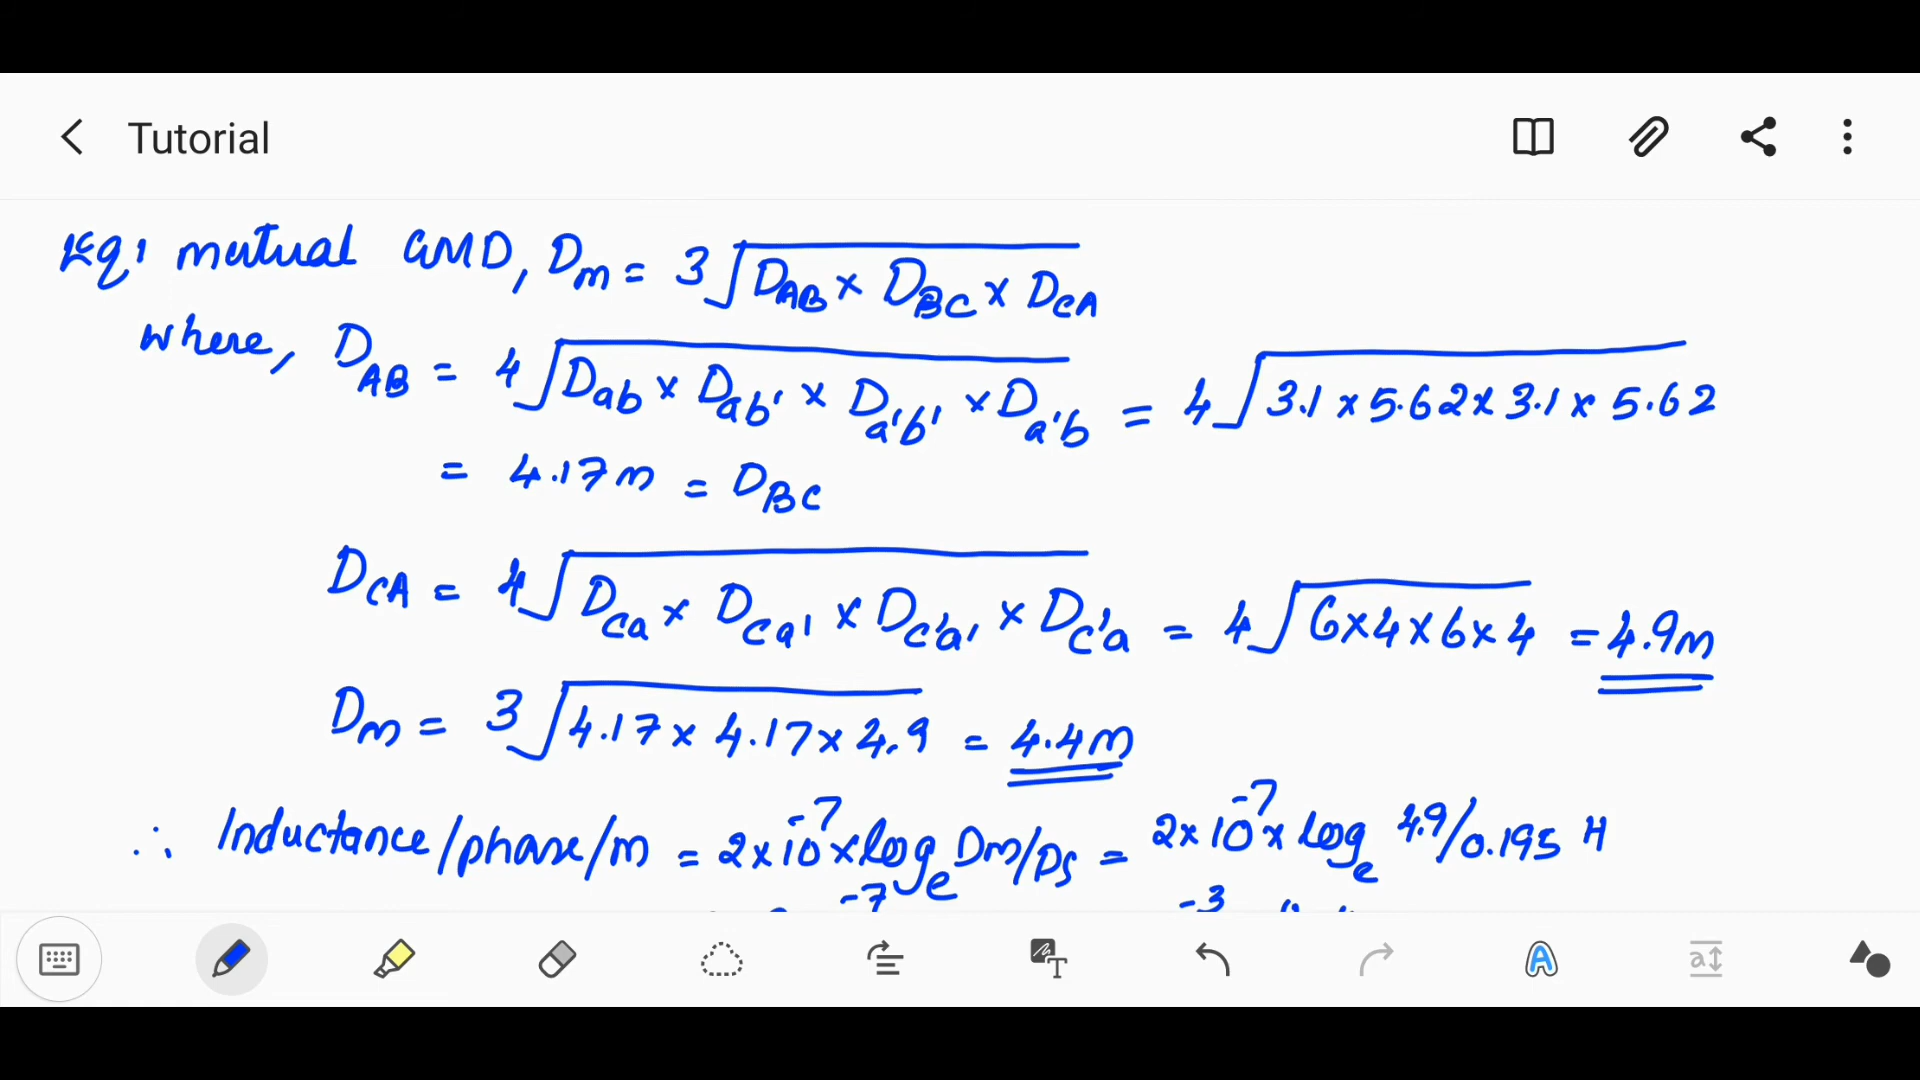 Tutorial
Eq. mutual GMD, Dm = 3√DAB × DBC × DCA
where, DAB = 4√Dab × Dab' × Da'b' × Da'b = 4√3.1 × 5.62 × 3.1 × 5.62
= 4.17m = DBC
DCA = 4√Dca × Dca' × Dc'a' × Dc'a = 4√6×4×6×4 = 4.9m
Dm = 3√4.17 × 4.17 × 4.9 = 4.4m
∴ Inductance/phase/m = 2×10⁻⁷ × loge Dm/Ds = 2×10⁻⁷ × loge 4.9/0.195 H